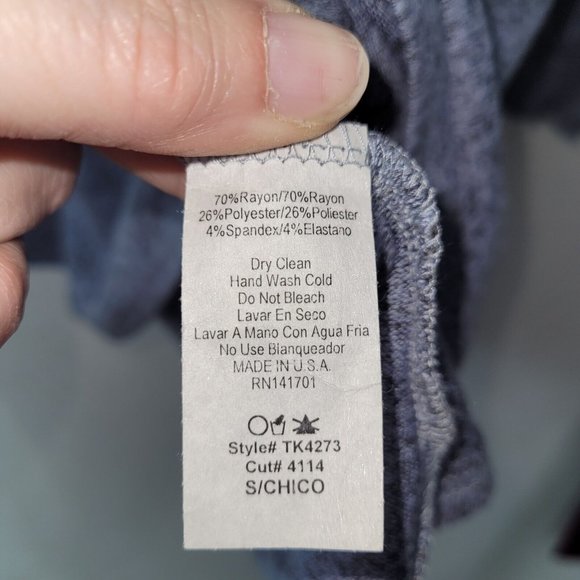 70%Rayon/70%Rayon
26%Polyester/26%Poliester
4%Spandex/4%Elastano
Dry Clean
Hand Wash Cold
Do Not Bleach
Lavar En Seco
Lavar A Mano Con Agua Fria
No Use Blanqueador
MADE IN U.S.A.
RN141701
Style# TK4273
Cut# 4114
S/CHICO